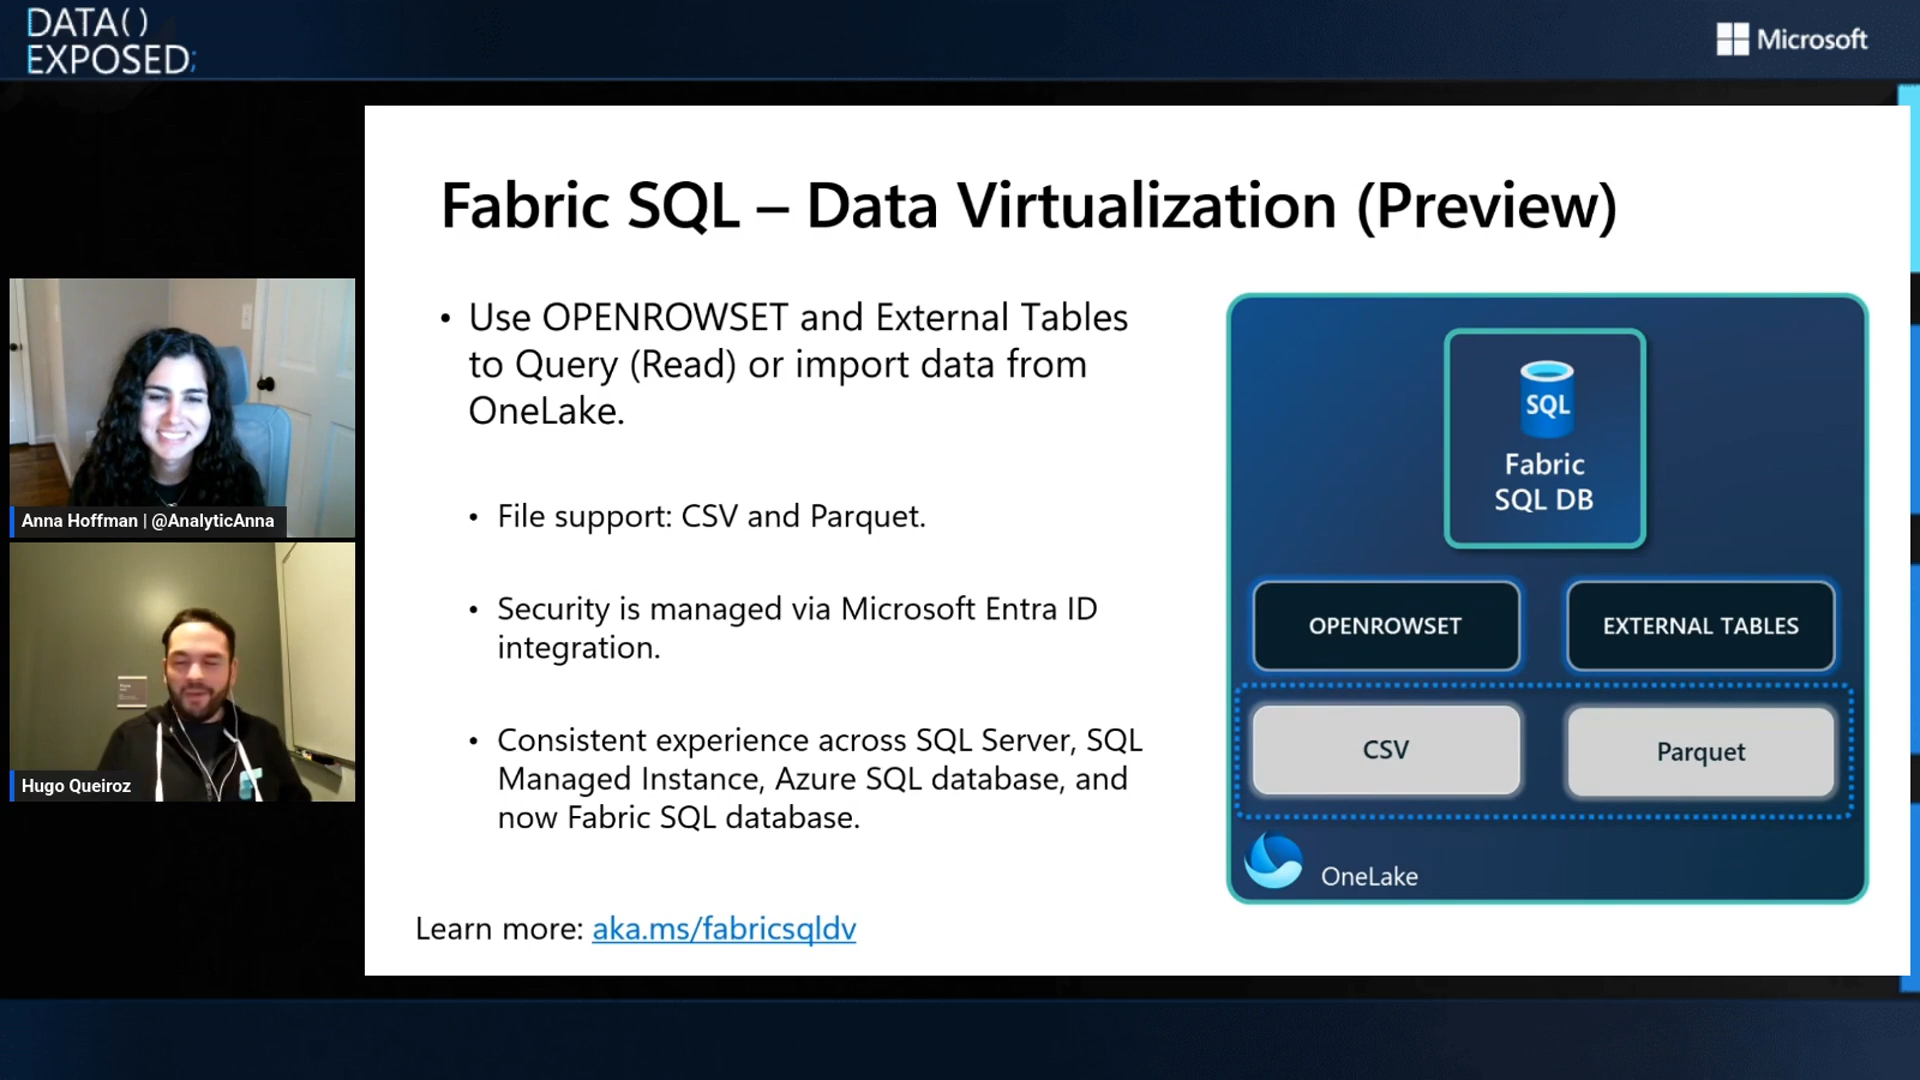 DATA()
EXPOSED;
Microsoft
Fabric SQL – Data Virtualization (Preview)
• Use OPENROWSET and External Tables
to Query (Read) or import data from
OneLake.
• File support: CSV and Parquet.
• Security is managed via Microsoft Entra ID
integration.
• Consistent experience across SQL Server, SQL
Managed Instance, Azure SQL database, and
now Fabric SQL database.
Learn more: aka.ms/fabricsqldv
SQL
Fabric
SQL DB
OPENROWSET
EXTERNAL TABLES
CSV
Parquet
OneLake
Anna Hoffman | @AnalyticAnna
Hugo Queiroz